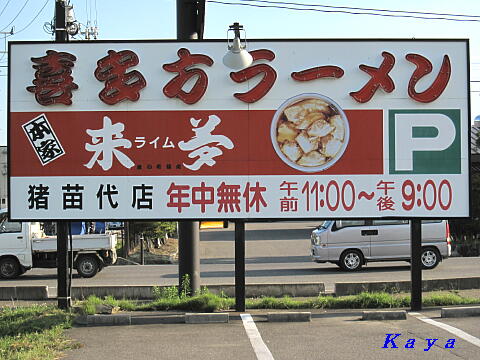 喜多方ラーメン
本家
来夢
ライム
P
猪苗代店 年中無休 午前11:00～午後9:00
Kaya